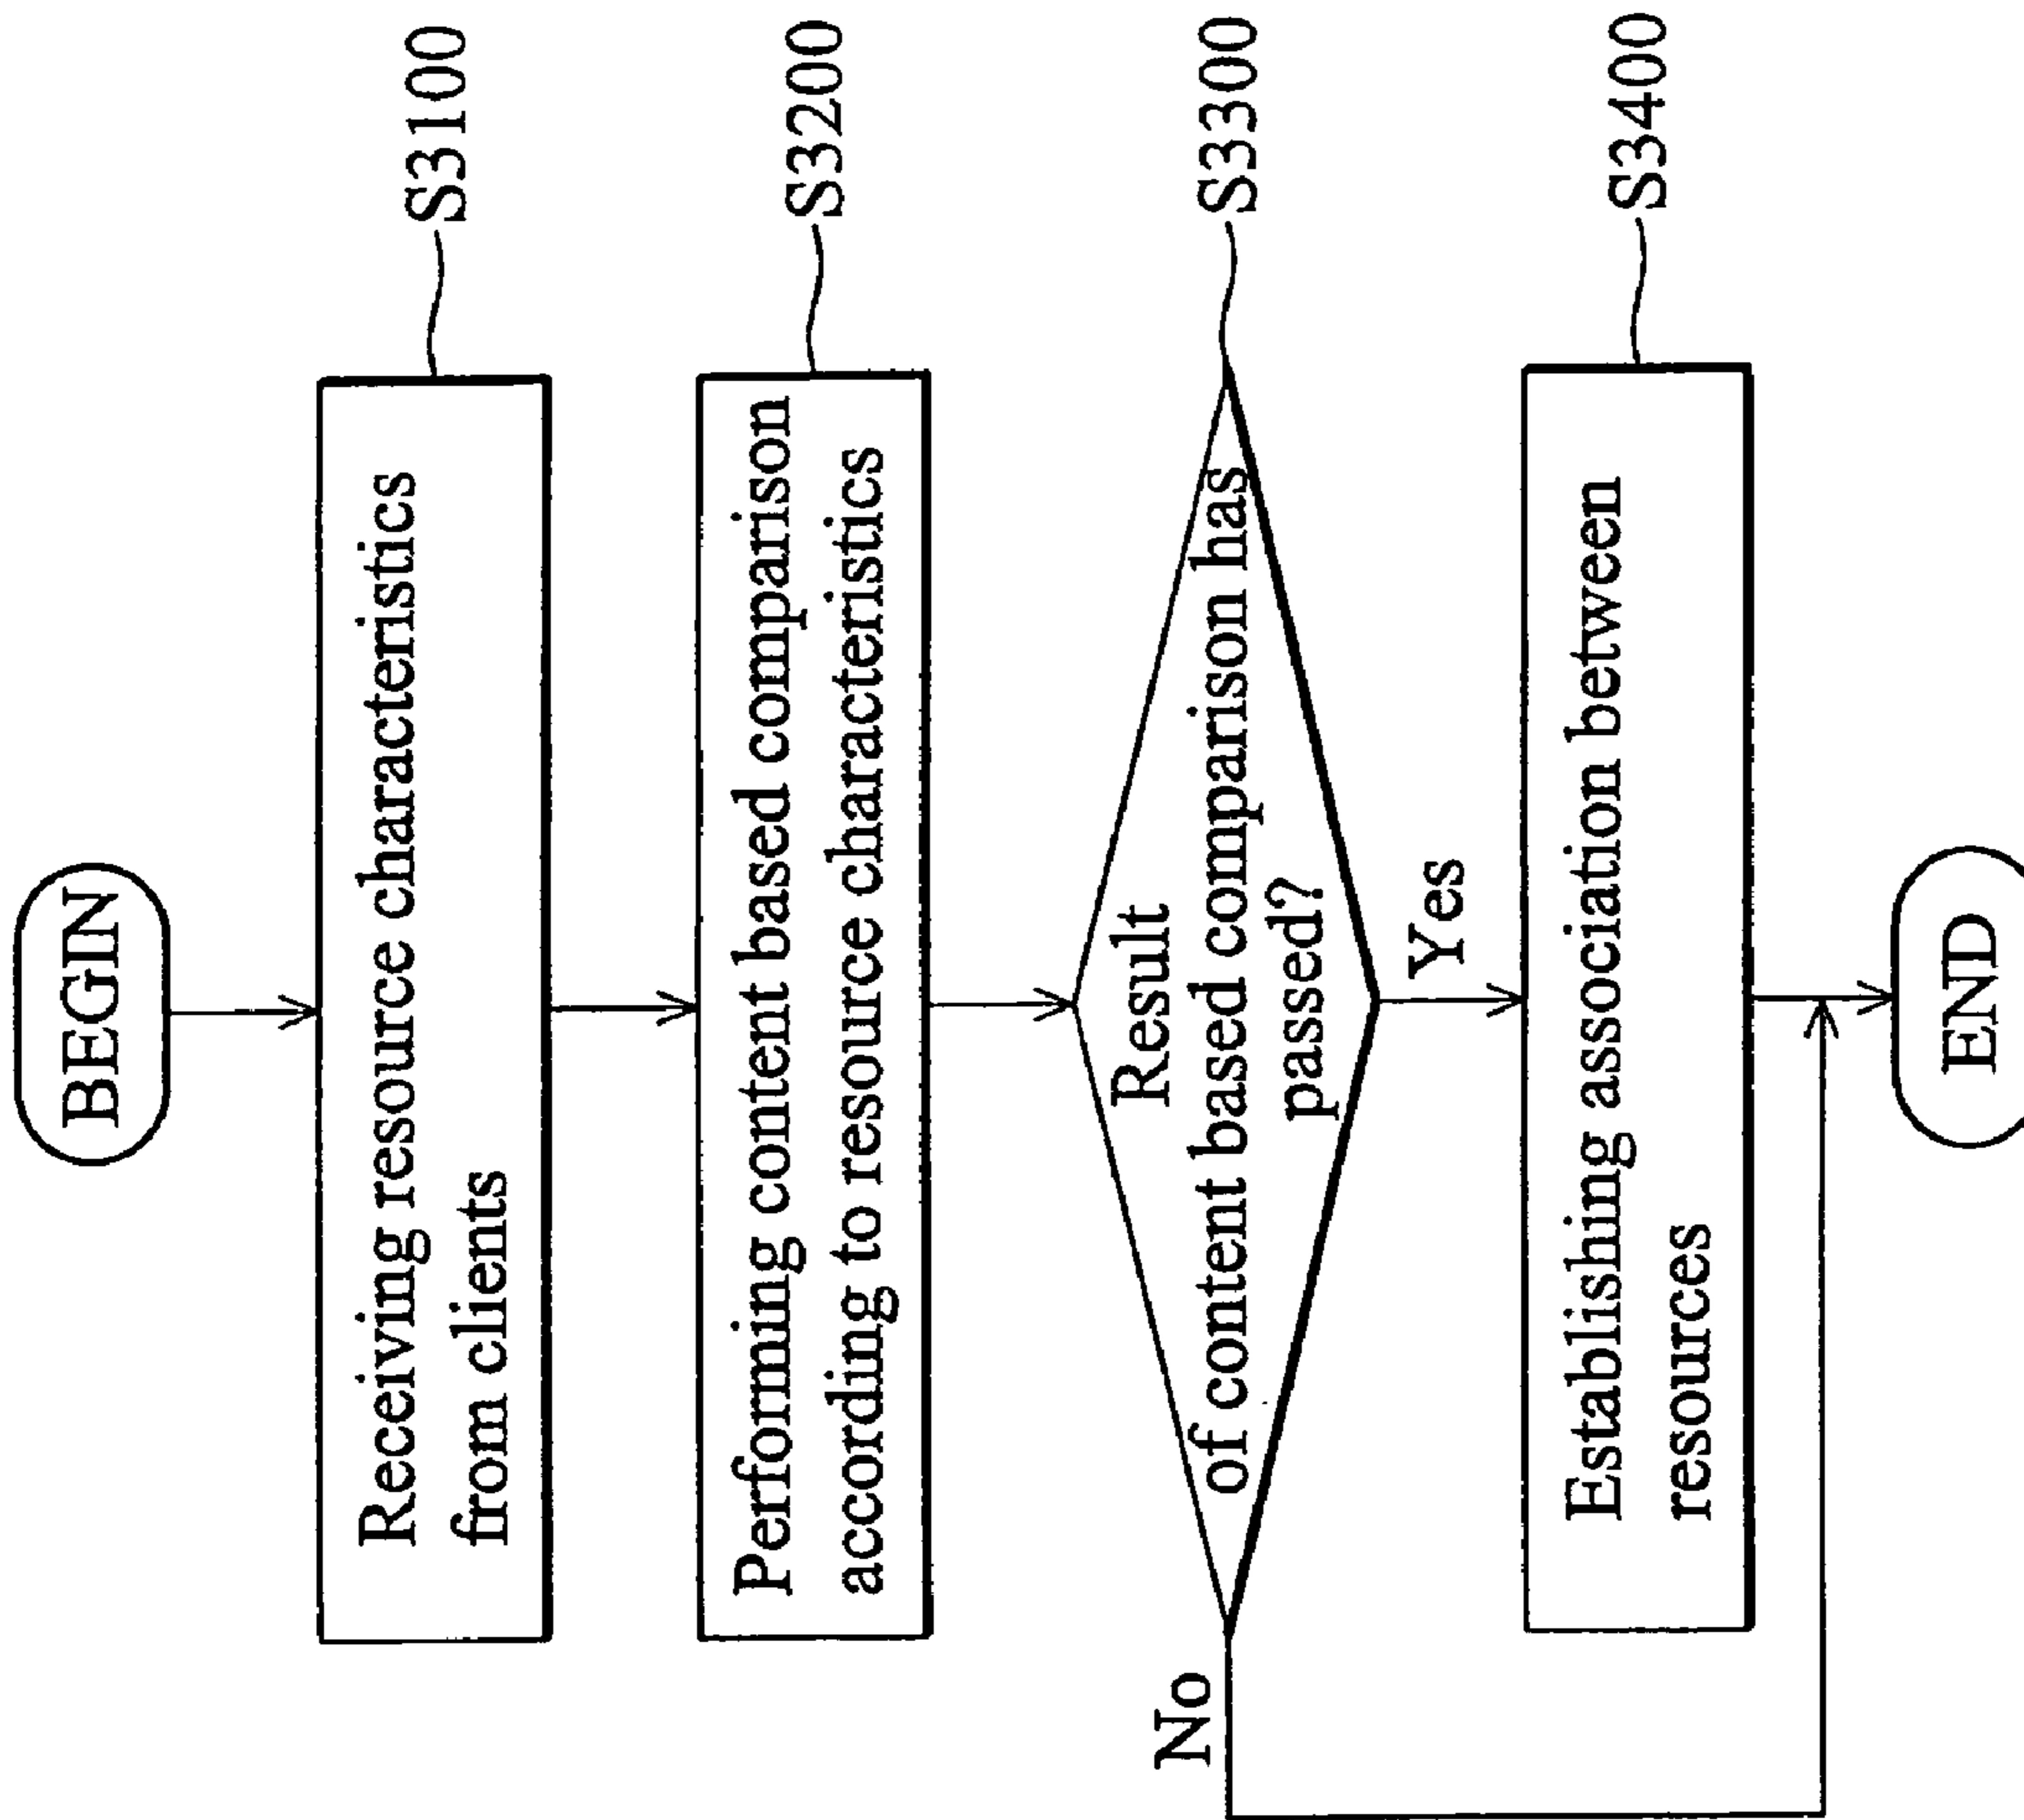 BEGIN
Receiving resource characteristics
from clients
S3100
Performing content based comparison
according to resource characteristics
S3200
Result
of content based comparison has
passed?
S3300
No
Yes
Establishing association between
resources
S3400
END